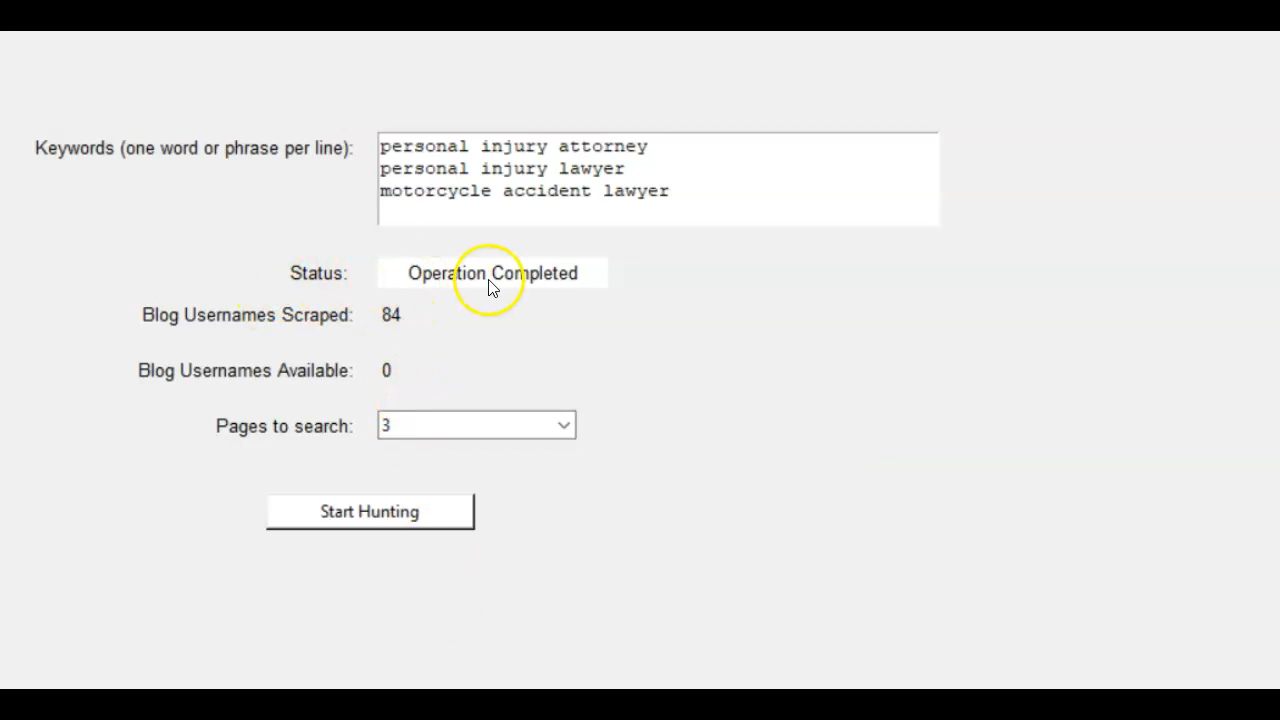 Keywords (one word or phrase per line):
personal injury attorney
personal injury lawyer
motorcycle accident lawyer
Status: Operation Completed
Blog Usernames Scraped: 84
Blog Usernames Available: 0
Pages to search: 3
Start Hunting